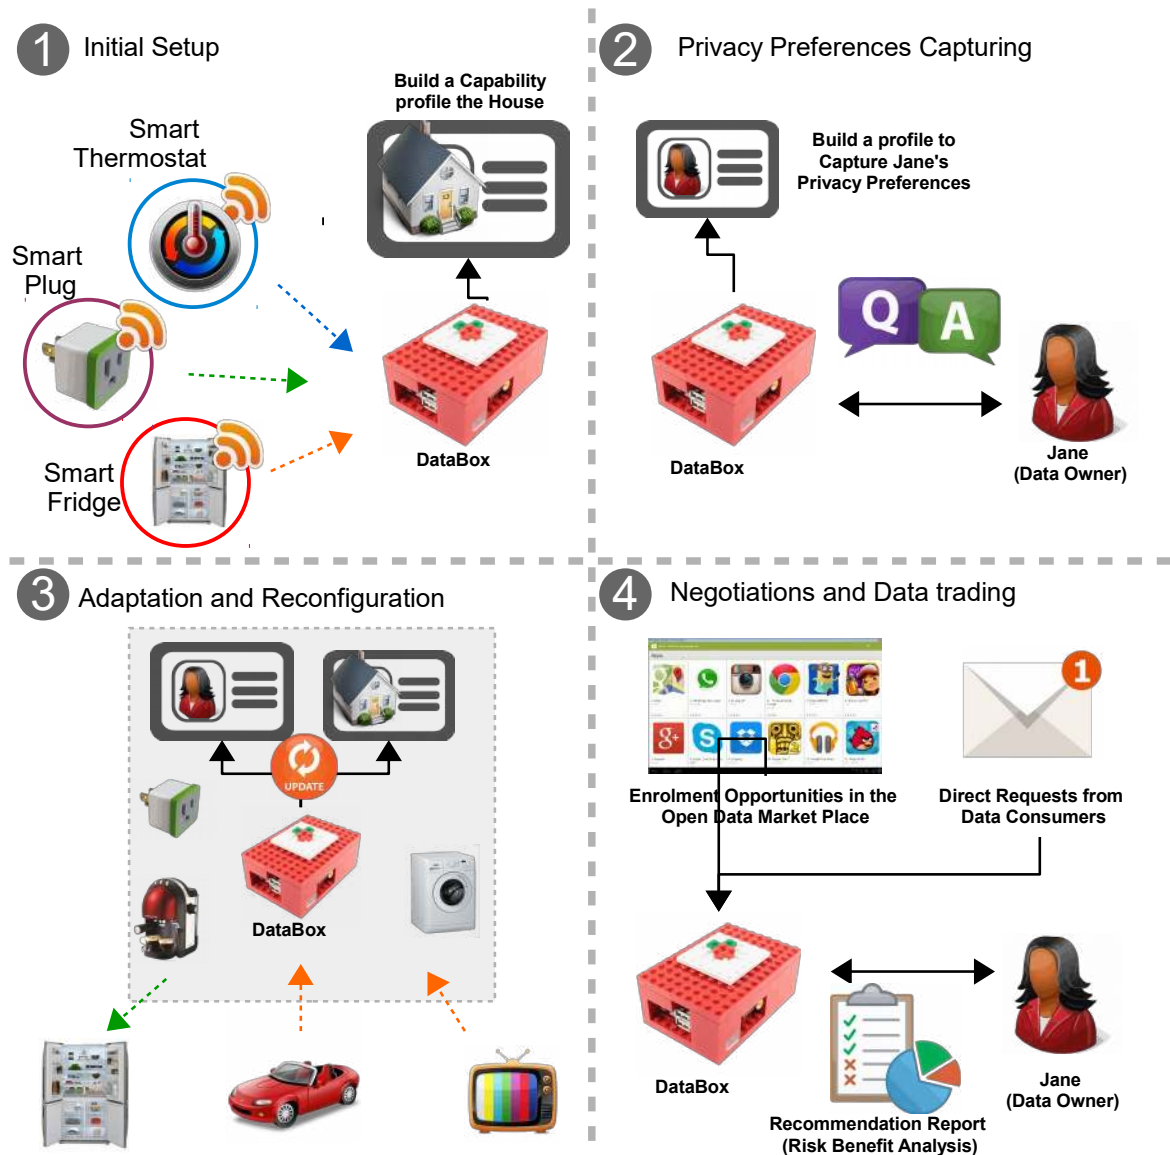 1 Initial Setup
Build a Capability
profile the House
Smart
Thermostat
Smart
Plug
Smart
Fridge
DataBox
2 Privacy Preferences Capturing
Build a profile to
Capture Jane's
Privacy Preferences
Q A
DataBox
Jane
(Data Owner)
3 Adaptation and Reconfiguration
UPDATE
DataBox
4 Negotiations and Data trading
1
Enrolment Opportunities in the
Open Data Market Place
Direct Requests from
Data Consumers
DataBox
Jane
(Data Owner)
Recommendation Report
(Risk Benefit Analysis)